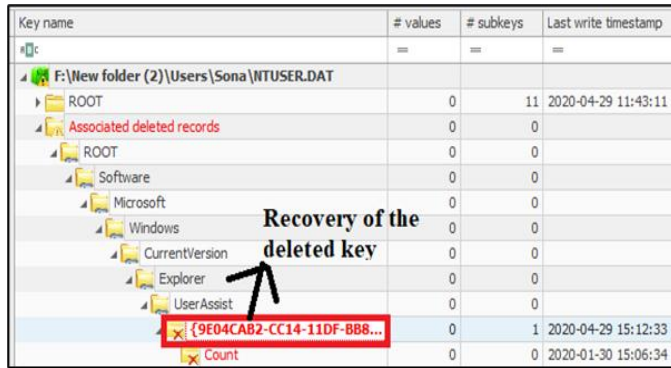 Key name # values # subkeys Last write timestamp
= = =
F:\New folder (2)\Users\Sona\NTUSER.DAT
ROOT 0 11 2020-04-29 11:43:11
Associated deleted records 0 0
ROOT 0 0
Software 0 0
Microsoft 0 0
Windows 0 0
Recovery of the
deleted key
CurrentVersion 0 0
Explorer 0 0
UserAssist 0 0
{9E04CAB2-CC14-11DF-BB8... 0 1 2020-04-29 15:12:33
Count 0 0 2020-01-30 15:06:34